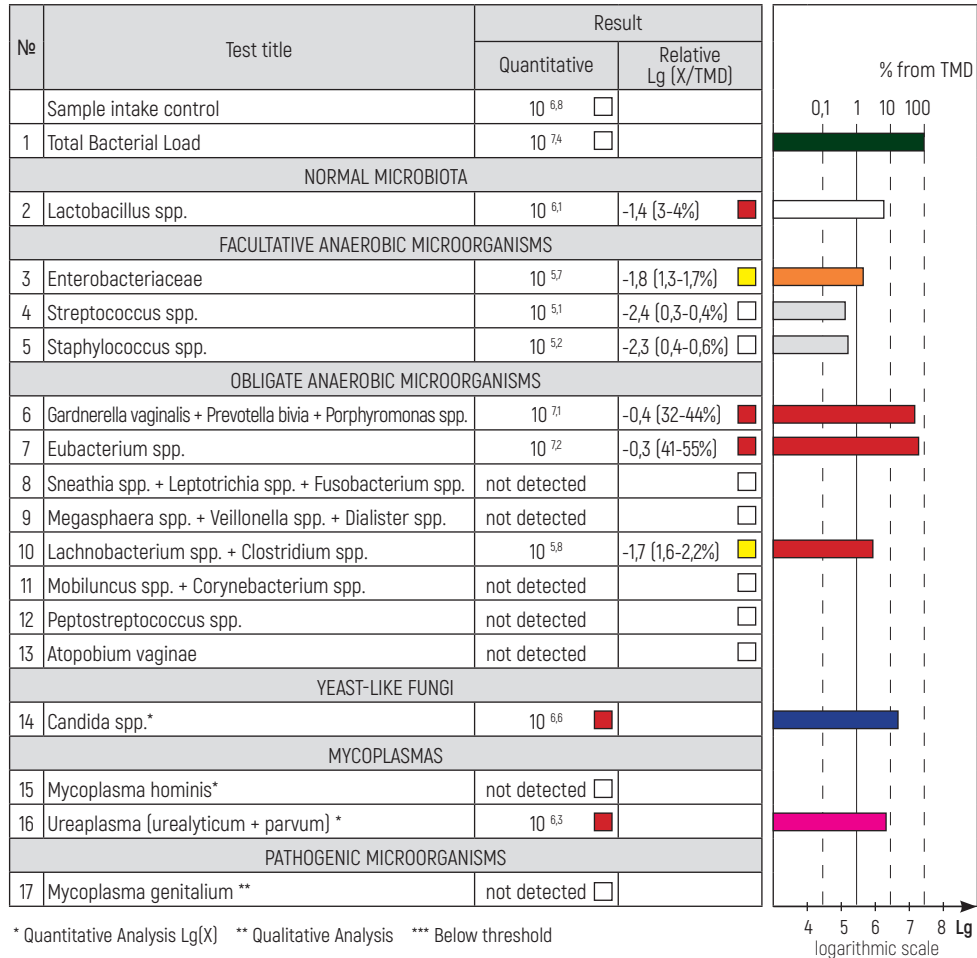 № Test title Result
Quantitative Relative
Lg (X/TMD)
% from TMD
Sample intake control 10 6,8
0,1 1 10 100
1 Total Bacterial Load 10 7,4
NORMAL MICROBIOTA
2 Lactobacillus spp. 10 6,1 -1,4 (3-4%)
FACULTATIVE ANAEROBIC MICROORGANISMS
3 Enterobacteriaceae 10 5,7 -1,8 (1,3-1,7%)
4 Streptococcus spp. 10 5,1 -2,4 (0,3-0,4%)
5 Staphylococcus spp. 10 5,2 -2,3 (0,4-0,6%)
OBLIGATE ANAEROBIC MICROORGANISMS
6 Gardnerella vaginalis + Prevotella bivia + Porphyromonas spp. 10 7,1 -0,4 (32-44%)
7 Eubacterium spp. 10 7,2 -0,3 (41-55%)
8 Sneathia spp. + Leptotrichia spp. + Fusobacterium spp. not detected
9 Megasphaera spp. + Veillonella spp. + Dialister spp. not detected
10 Lachnobacterium spp. + Clostridium spp. 10 5,8 -1,7 (1,6-2,2%)
11 Mobiluncus spp. + Corynebacterium spp. not detected
12 Peptostreptococcus spp. not detected
13 Atopobium vaginae not detected
YEAST-LIKE FUNGI
14 Candida spp.* 10 6,6
MYCOPLASMAS
15 Mycoplasma hominis* not detected
16 Ureaplasma (urealyticum + parvum) * 10 6,3
PATHOGENIC MICROORGANISMS
17 Mycoplasma genitalium ** not detected
4 5 6 7 8 Lg
logarithmic scale
* Quantitative Analysis Lg(X) ** Qualitative Analysis *** Below threshold